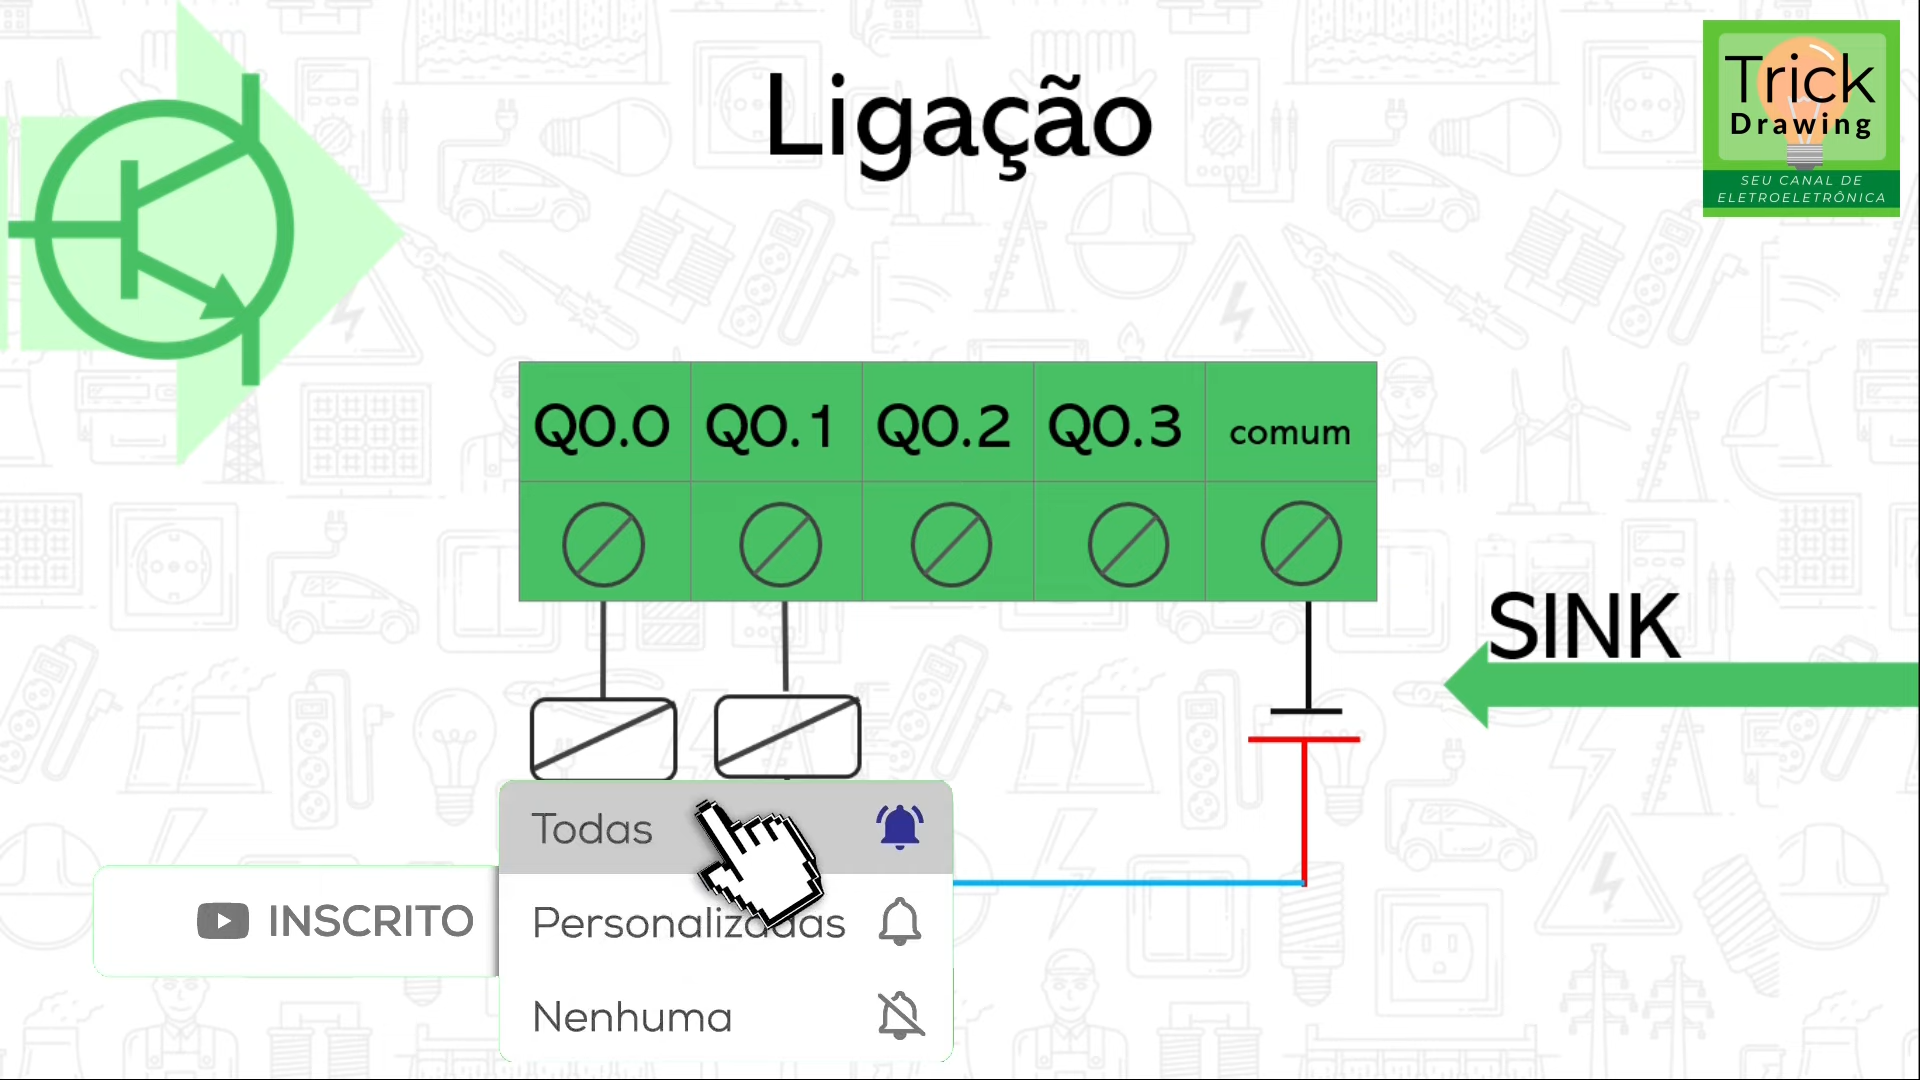 Ligação
Trick
Drawing
SEU CANAL DE
ELETROELETRÔNICA
Q0.0 Q0.1 Q0.2 Q0.3 comum
SINK
Todas
INSCRITO
Personalizadas
Nenhuma